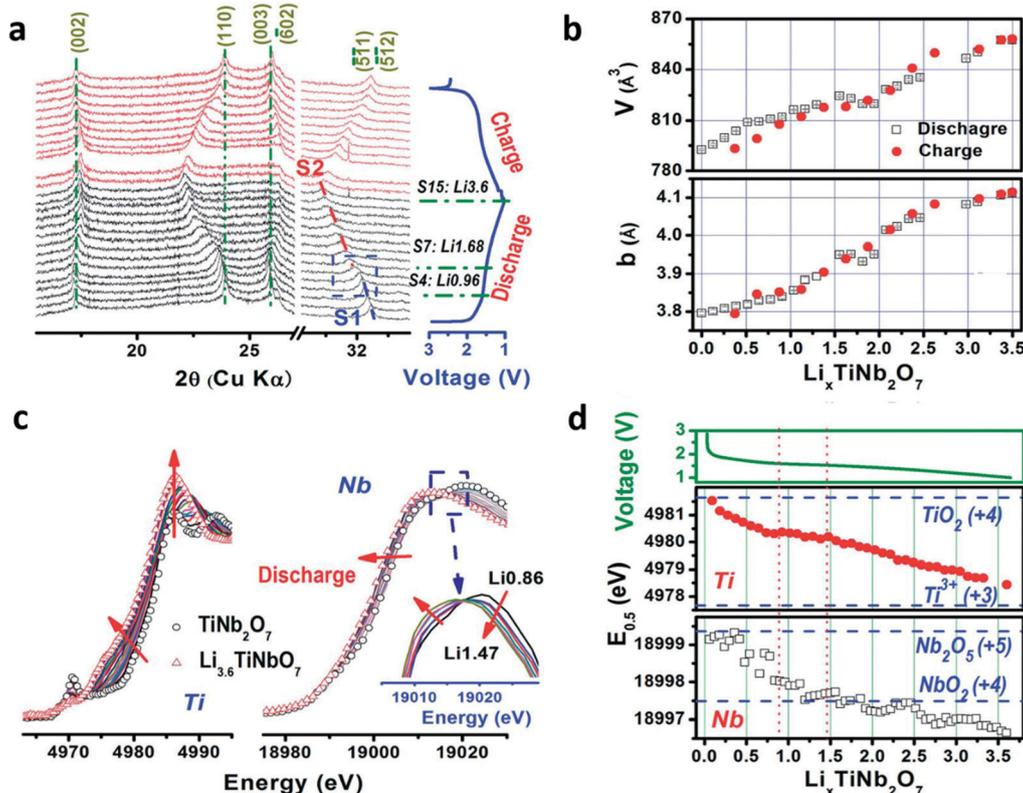 a
(002)
(110)
(003)
(602)
(511)
(512)
S2
S1
Charge
Discharge
S15: Li3.6
S7: Li1.68
S4: Li0.96
20
26
32
2θ (Cu Kα)
3
2
1
Voltage (V)
b
870
840
810
780
V (Å3)
Dischagre
Charge
4.1
4.0
3.9
3.8
b (Å)
0.0 0.5 1.0 1.5 2.0 2.5 3.0 3.5
LixTiNb2O7
c
Nb
Discharge
Li0.86
Li1.47
TiNb2O7
Li3.6TiNbO7
Ti
19010 19020
Energy (eV)
4970 4980 4990
18980 19000 19020
Energy (eV)
d
3
2
1
Voltage (V)
4981
4980
4979
4978
TiO2 (+4)
Ti3+ (+3)
Ti
E0.5 (eV)
18999
18998
18997
Nb2O5 (+5)
NbO2 (+4)
Nb
0.0 0.5 1.0 1.5 2.0 2.5 3.0 3.5
LixTiNb2O7